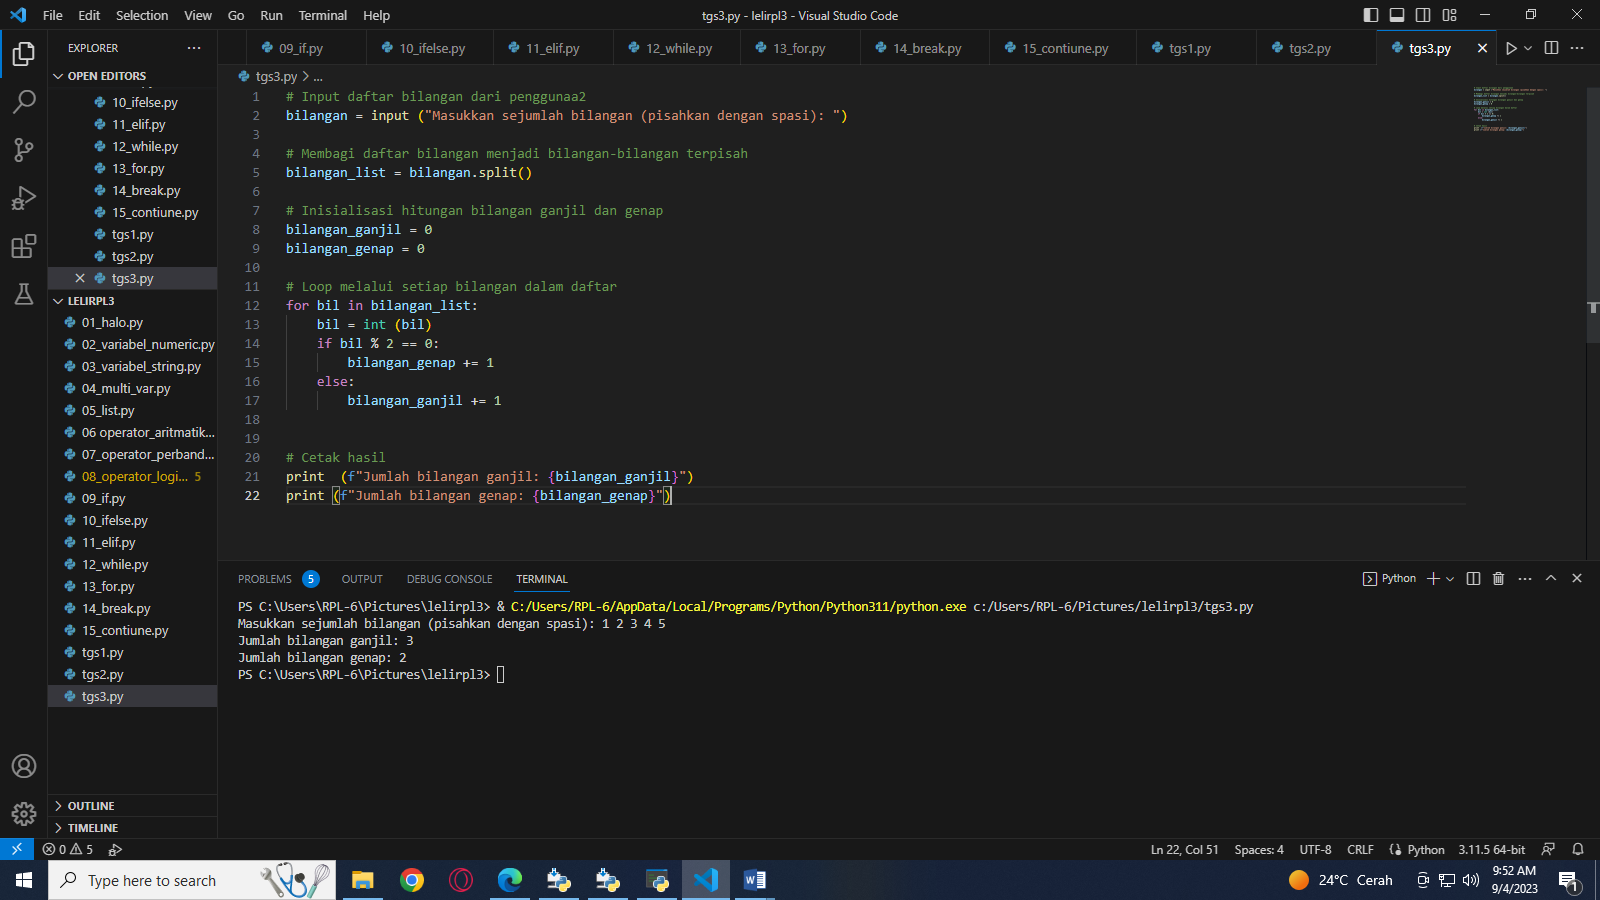 File Edit Selection View Go Run Terminal Help
tgs3.py - lelirpl3 - Visual Studio Code
EXPLORER
OPEN EDITORS
10_ifelse.py
11_elif.py
12_while.py
13_for.py
14_break.py
15_contiune.py
tgs1.py
tgs2.py
tgs3.py
LELIRPL3
01_halo.py
02_variabel_numeric.py
03_variabel_string.py
04_multi_var.py
05_list.py
06 operator_aritmatik...
07_operator_perband...
08_operator_logi... 5
09_if.py
10_ifelse.py
11_elif.py
12_while.py
13_for.py
14_break.py
15_contiune.py
tgs1.py
tgs2.py
tgs3.py
OUTLINE
TIMELINE
09_if.py 10_ifelse.py 11_elif.py 12_while.py 13_for.py 14_break.py 15_contiune.py tgs1.py tgs2.py tgs3.py
tgs3.py > ...
1 # Input daftar bilangan dari penggunaa2
2 bilangan = input ("Masukkan sejumlah bilangan (pisahkan dengan spasi): ")
3
4 # Membagi daftar bilangan menjadi bilangan-bilangan terpisah
5 bilangan_list = bilangan.split()
6
7 # Inisialisasi hitungan bilangan ganjil dan genap
8 bilangan_ganjil = 0
9 bilangan_genap = 0
10
11 # Loop melalui setiap bilangan dalam daftar
12 for bil in bilangan_list:
13     bil = int (bil)
14     if bil % 2 == 0:
15         bilangan_genap += 1
16     else:
17         bilangan_ganjil += 1
18
19
20 # Cetak hasil
21 print  (f"Jumlah bilangan ganjil: {bilangan_ganjil}")
22 print (f"Jumlah bilangan genap: {bilangan_genap}")
PROBLEMS 5 OUTPUT DEBUG CONSOLE TERMINAL
Python
PS C:\Users\RPL-6\Pictures\lelirpl3> & C:/Users/RPL-6/AppData/Local/Programs/Python/Python311/python.exe c:/Users/RPL-6/Pictures/lelirpl3/tgs3.py
Masukkan sejumlah bilangan (pisahkan dengan spasi): 1 2 3 4 5
Jumlah bilangan ganjil: 3
Jumlah bilangan genap: 2
PS C:\Users\RPL-6\Pictures\lelirpl3>
0 5
Ln 22, Col 51 Spaces: 4 UTF-8 CRLF Python 3.11.5 64-bit
Type here to search
24°C Cerah
9:52 AM
9/4/2023
1